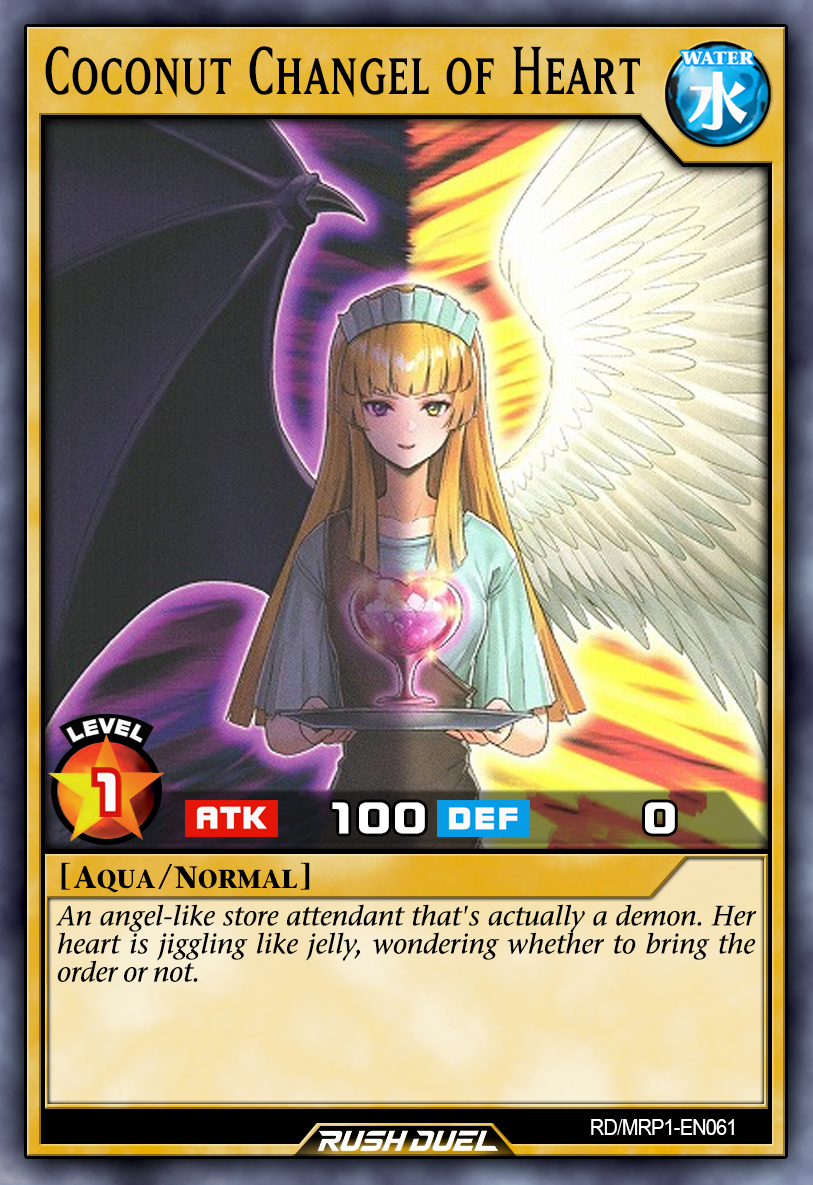 Coconut Changel of Heart
WATER
水
LEVEL
1
ATK 100 DEF 0
[Aqua/Normal]
An angel-like store attendant that's actually a demon. Her
heart is jiggling like jelly, wondering whether to bring the
order or not.
RD/MRP1-EN061
RUSH DUEL